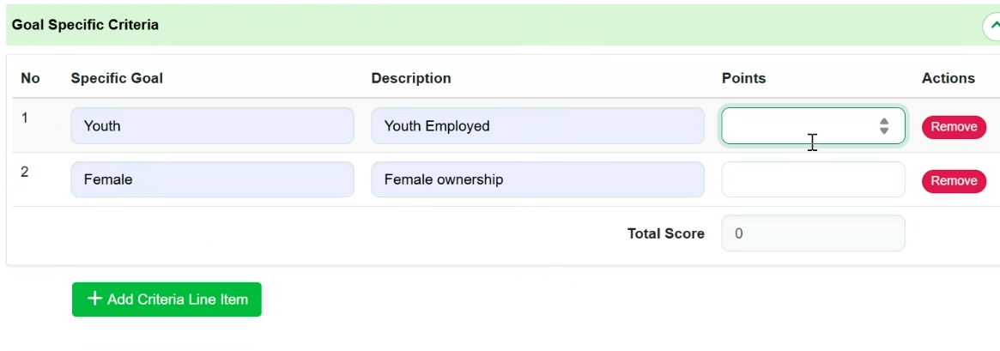 Goal Specific Criteria
No Specific Goal Description Points Actions
1 Youth Youth Employed Remove
2 Female Female ownership Remove
Total Score 0
+ Add Criteria Line Item